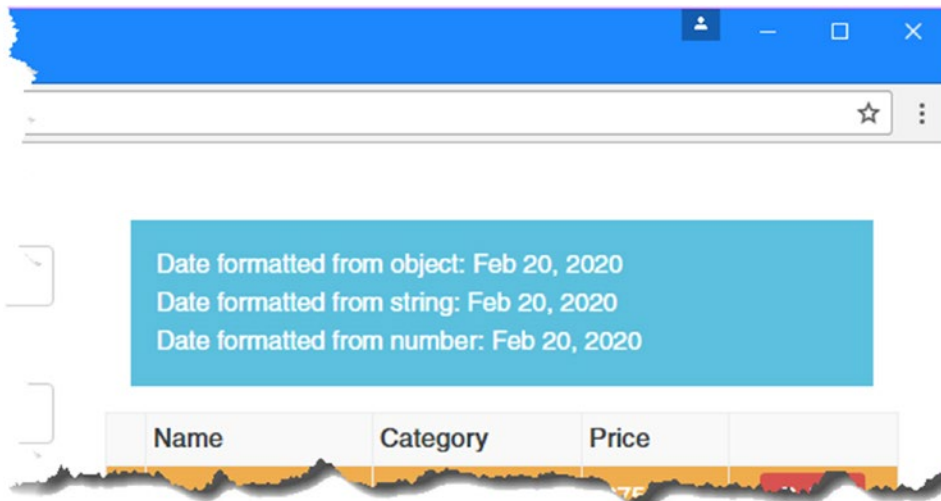 Date formatted from object: Feb 20, 2020
Date formatted from string: Feb 20, 2020
Date formatted from number: Feb 20, 2020
Name Category Price